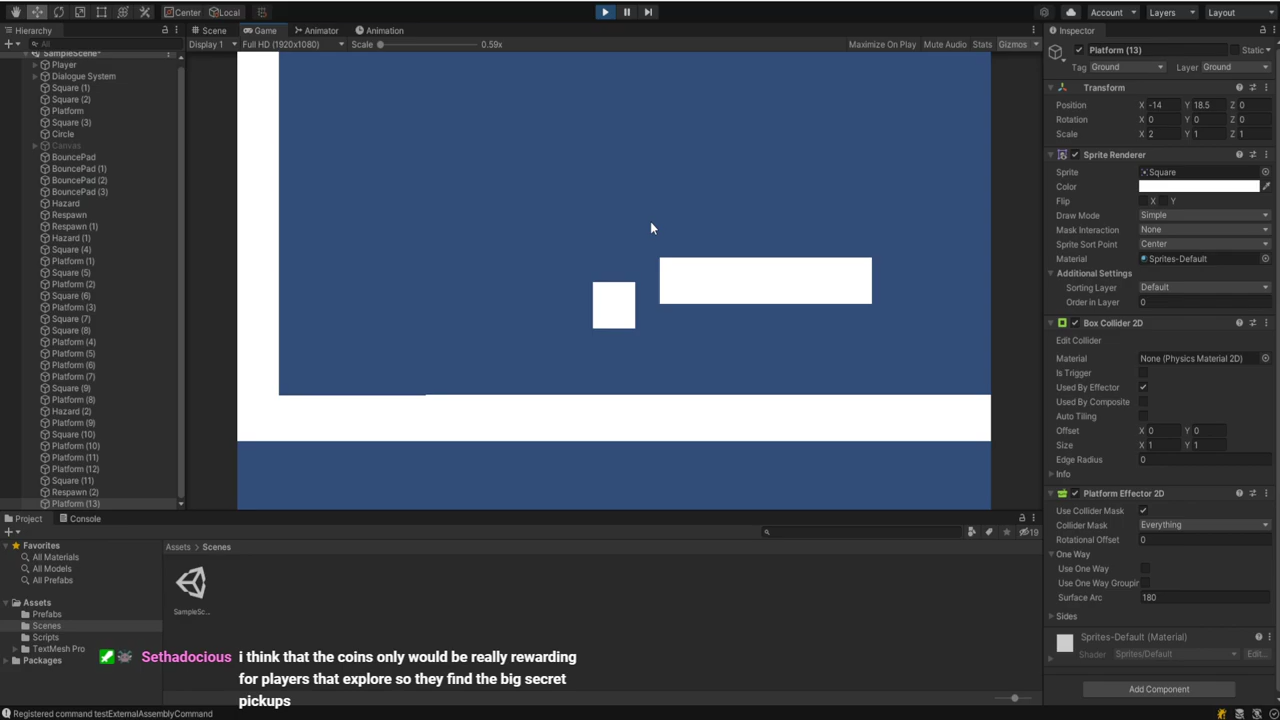 Center Local
Account Layers Layout
Hierarchy Scene Game Animator Animation Inspector
All Display 1 Full HD (1920x1080) Scale 0.59x Maximize On Play Mute Audio Stats Gizmos
Platform (13) Static
SampleScene*
Player
Tag Ground Layer Ground
Dialogue System
Square (1)
Square (2)
Platform
Square (3)
Circle
Canvas
BouncePad
BouncePad (1)
BouncePad (2)
BouncePad (3)
Hazard
Respawn
Respawn (1)
Hazard (1)
Square (4)
Platform (1)
Square (5)
Platform (2)
Square (6)
Platform (3)
Square (7)
Square (8)
Platform (4)
Platform (5)
Platform (6)
Platform (7)
Square (9)
Platform (8)
Hazard (2)
Platform (9)
Square (10)
Platform (10)
Platform (11)
Platform (12)
Square (11)
Respawn (2)
Platform (13)
Transform
Position X -14 Y 18.5 Z 0
Rotation X 0 Y 0 Z 0
Scale X 2 Y 1 Z 1
Sprite Renderer
Sprite Square
Color
Flip X Y
Draw Mode Simple
Mask Interaction None
Sprite Sort Point Center
Material Sprites-Default
Additional Settings
Sorting Layer Default
Order in Layer 0
Box Collider 2D
Edit Collider
Material None (Physics Material 2D)
Is Trigger
Used By Effector
Used By Composite
Auto Tiling
Offset X 0 Y 0
Size X 1 Y 1
Edge Radius 0
Info
Platform Effector 2D
Use Collider Mask
Collider Mask Everything
Rotational Offset 0
One Way
Use One Way
Use One Way Groupin
Surface Arc 180
Sides
Sprites-Default (Material)
Shader Sprites/Default Edit...
Add Component
Project Console
19
Favorites
All Materials
All Models
All Prefabs
Assets
Prefabs
Scenes
Scripts
TextMesh Pro
Packages
Assets > Scenes
SampleSc...
Sethadocious i think that the coins only would be really rewarding
for players that explore so they find the big secret
pickups
Registered command testExternalAssemblyCommand